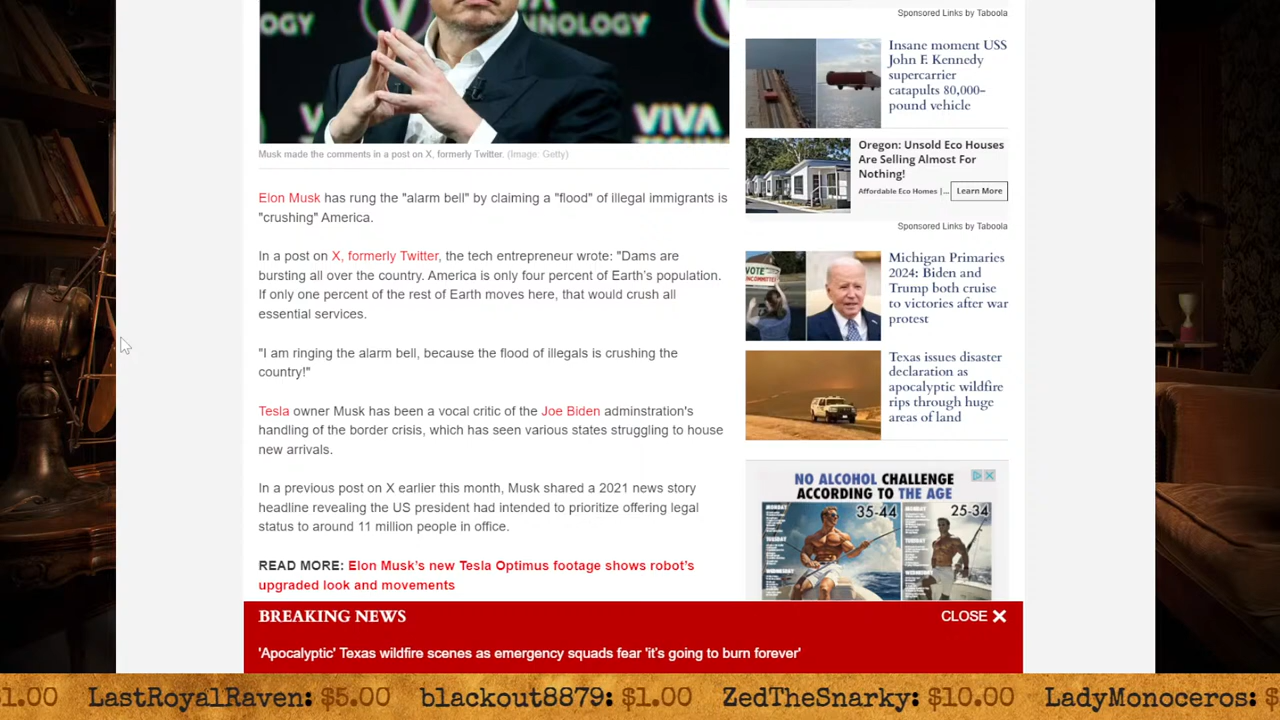 OGY
VIVA
CHNOLOGY
VIVA
Musk made the comments in a post on X, formerly Twitter. (Image: Getty)
Elon Musk has rung the "alarm bell" by claiming a "flood" of illegal immigrants is
"crushing" America.
In a post on X, formerly Twitter, the tech entrepreneur wrote: "Dams are
bursting all over the country. America is only four percent of Earth's population.
If only one percent of the rest of Earth moves here, that would crush all
essential services.
"I am ringing the alarm bell, because the flood of illegals is crushing the
country!"
Tesla owner Musk has been a vocal critic of the Joe Biden adminstration's
handling of the border crisis, which has seen various states struggling to house
new arrivals.
In a previous post on X earlier this month, Musk shared a 2021 news story
headline revealing the US president had intended to prioritize offering legal
status to around 11 million people in office.
READ MORE: Elon Musk's new Tesla Optimus footage shows robot's
upgraded look and movements
Sponsored Links by Taboola
Insane moment USS
John F. Kennedy
supercarrier
catapults 80,000-
pound vehicle
Oregon: Unsold Eco Houses
Are Selling Almost For
Nothing!
Affordable Eco Homes |...
Learn More
Sponsored Links by Taboola
VOTE
UNCOMMITTED
Michigan Primaries
2024: Biden and
Trump both cruise
to victories after war
protest
Texas issues disaster
declaration as
apocalyptic wildfire
rips through huge
areas of land
NO ALCOHOL CHALLENGE
ACCORDING TO THE AGE
35-44
25-34
BREAKING NEWS
CLOSE
'Apocalyptic' Texas wildfire scenes as emergency squads fear 'it's going to burn forever'
1.00 LastRoyalRaven: $5.00 blackout8879: $1.00 ZedTheSnarky: $10.00 LadyMonoceros: $